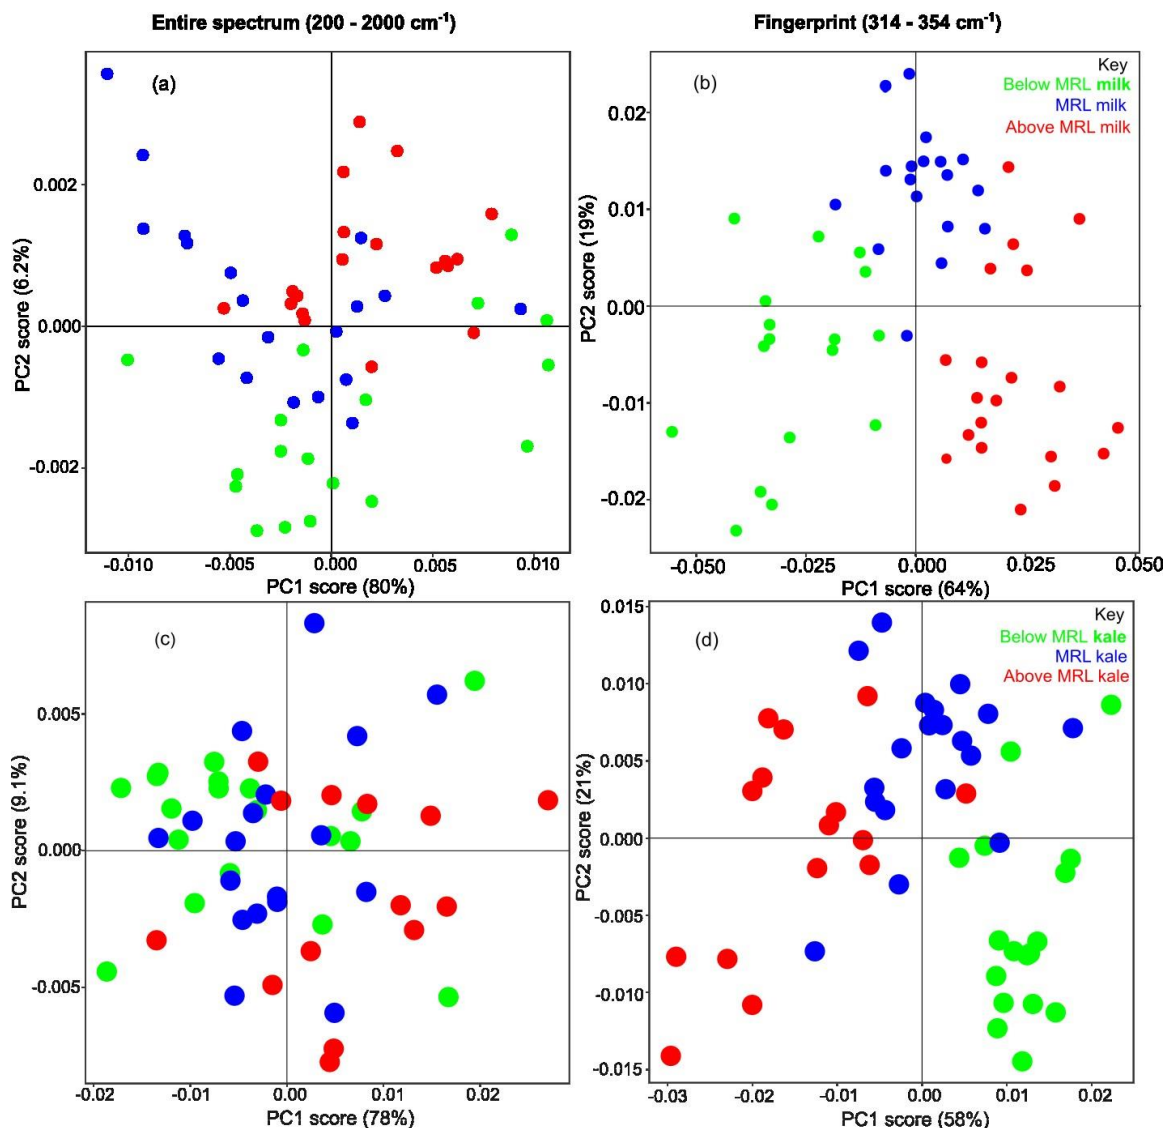 Entire spectrum (200 - 2000 cm⁻¹)
Fingerprint (314 - 354 cm⁻¹)
(a)
PC2 score (6.2%)
0.002
0.000
-0.002
-0.010
-0.005
0.000
0.005
0.010
PC1 score (80%)
(b)
Key
Below MRL milk
MRL milk
Above MRL milk
PC2 score (19%)
0.02
0.01
0.00
-0.01
-0.02
-0.050
-0.025
0.000
0.025
0.050
PC1 score (64%)
(c)
PC2 score (9.1%)
0.005
0.000
-0.005
-0.02
-0.01
0.00
0.01
0.02
PC1 score (78%)
(d)
Key
Below MRL kale
MRL kale
Above MRL kale
PC2 score (21%)
0.015
0.010
0.005
0.000
-0.005
-0.010
-0.015
-0.03
-0.02
-0.01
0.00
0.01
0.02
PC1 score (58%)